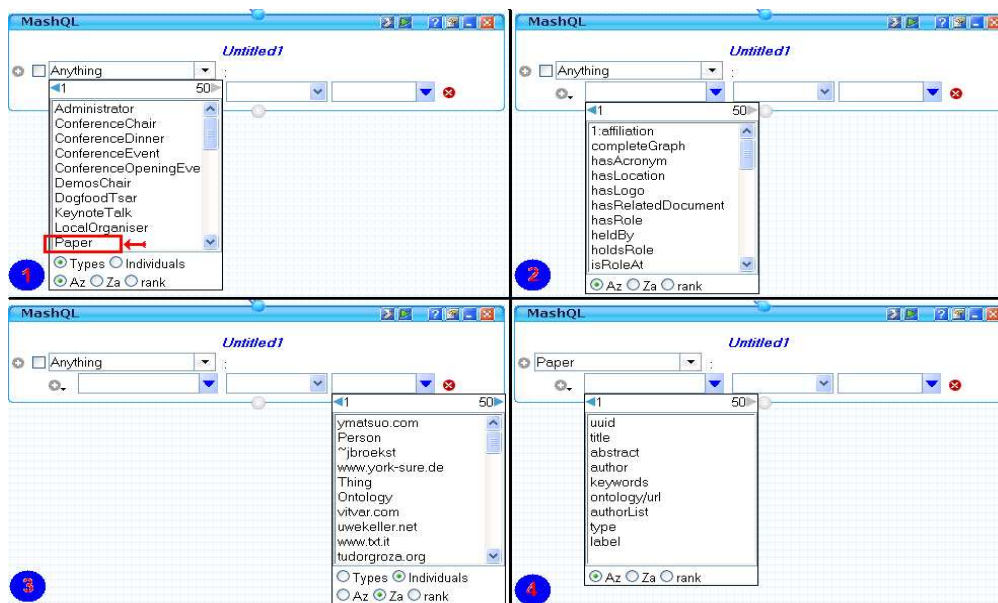 MashQL
Untitled1
Anything
:
1 50
Administrator
ConferenceChair
ConferenceDinner
ConferenceEvent
ConferenceOpeningEve
DemosChair
DogfoodTsar
KeynoteTalk
LocalOrganiser
Paper
Types Individuals
Az Za rank
1
MashQL
Untitled1
Anything
:
1 50
1:affiliation
completeGraph
hasAcronym
hasLocation
hasLogo
hasRelatedDocument
hasRole
heldBy
holdsRole
isRoleAt
Az Za rank
2
MashQL
Untitled1
Anything
:
1 50
ymatsuo.com
Person
~jbroekst
www.york-sure.de
Thing
Ontology
vitvar.com
uwekeller.net
www.txt.it
tudorgroza.org
Types Individuals
Az Za rank
3
MashQL
Untitled1
Paper
:
1 50
uuid
title
abstract
author
keywords
ontology/url
authorList
type
label
Az Za rank
4